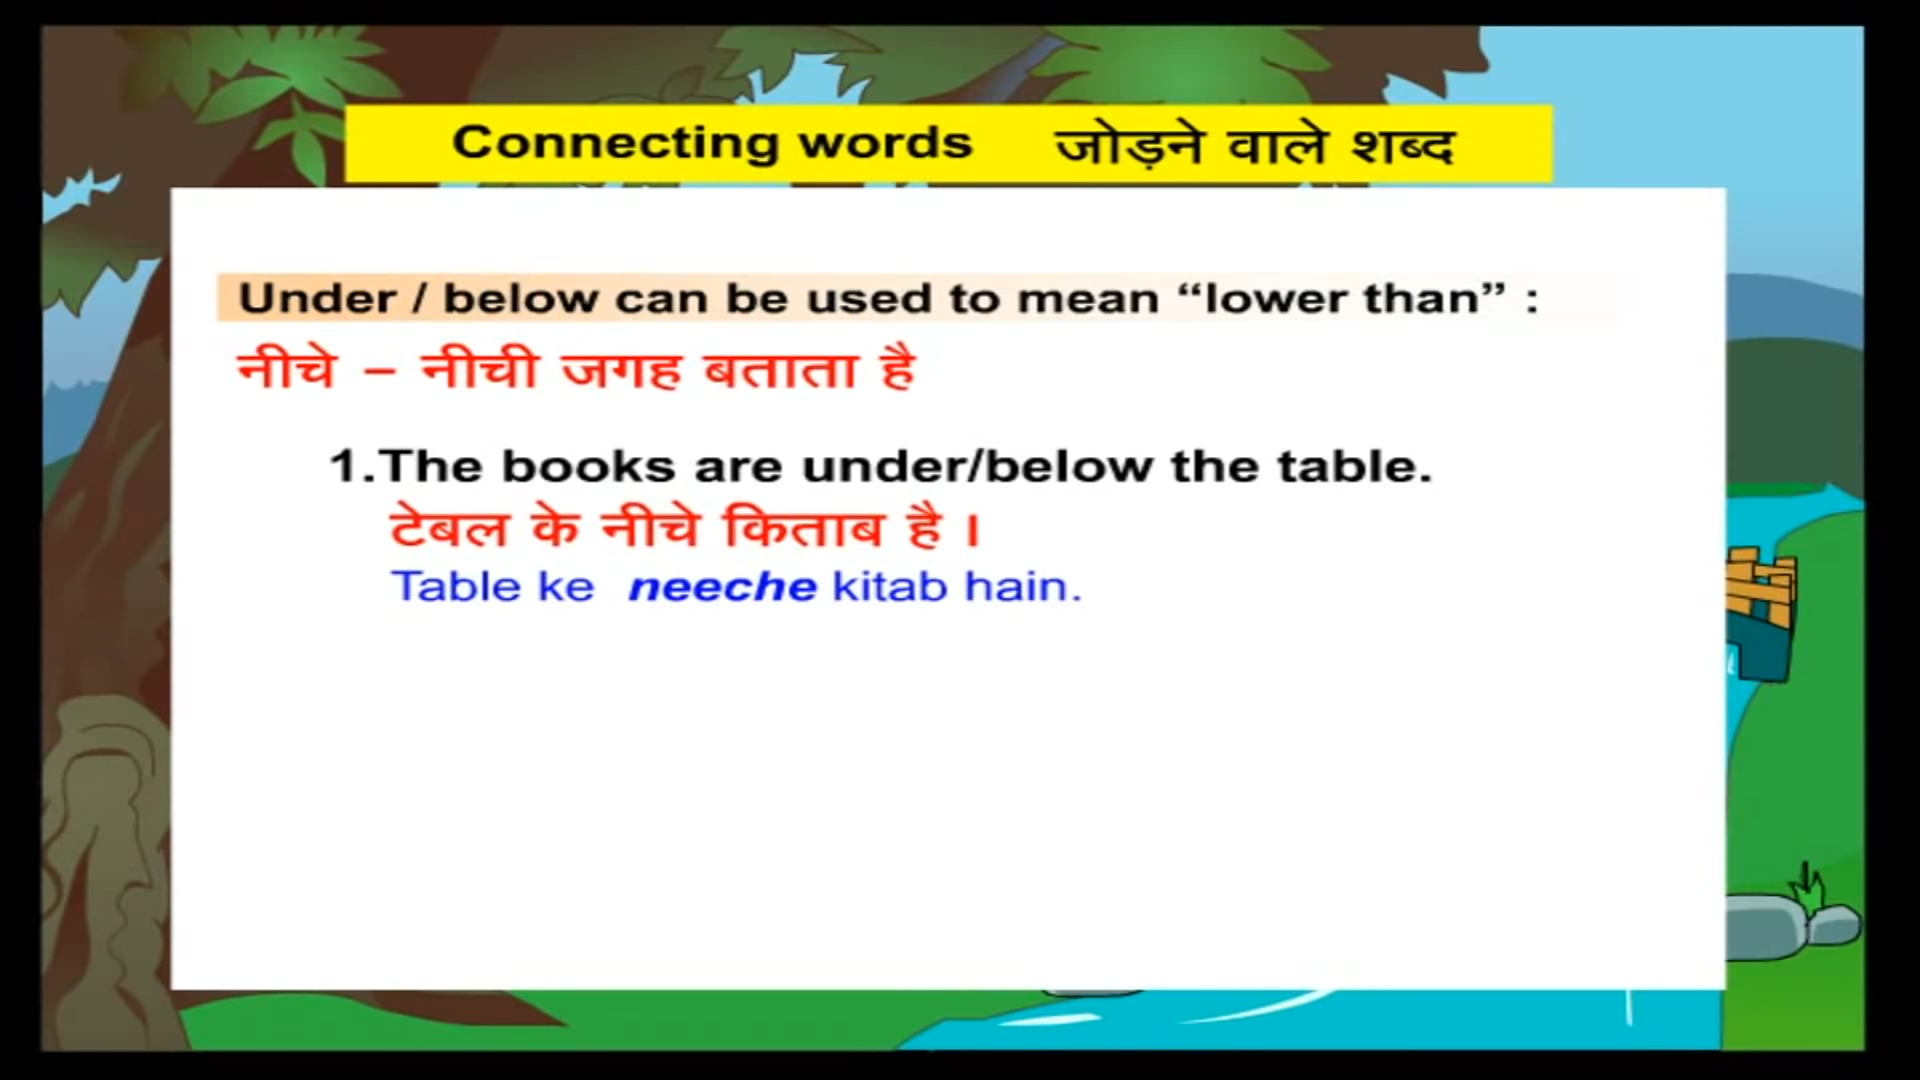 Connecting words जोड़ने वाले शब्द
Under / below can be used to mean “lower than” :
नीचे – नीची जगह बताता है
1.The books are under/below the table.
टेबल के नीचे किताब है ।
Table ke neeche kitab hain.